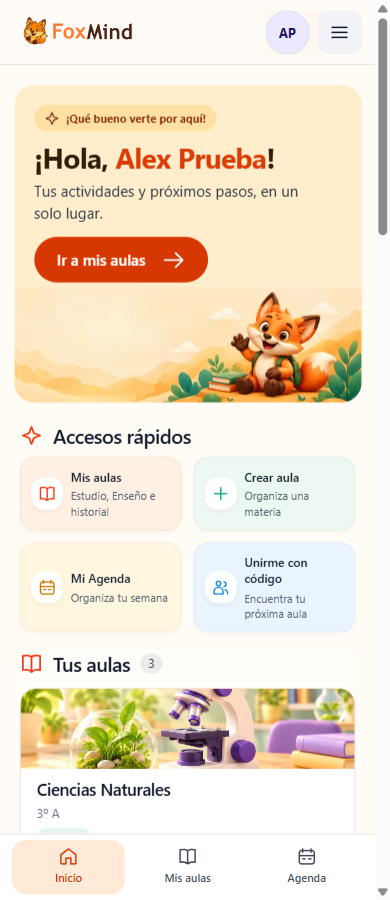 FoxMind
AP
¡Qué bueno verte por aquí!
¡Hola, Alex Prueba!
Tus actividades y próximos pasos, en un
solo lugar.
Ir a mis aulas
Accesos rápidos
Mis aulas
Estudio, Enseño e
historial
Crear aula
Organiza una
materia
Mi Agenda
Organiza tu semana
Unirme con
código
Encuentra tu
próxima aula
Tus aulas 3
Ciencias Naturales
3º A
Inicio
Mis aulas
Agenda